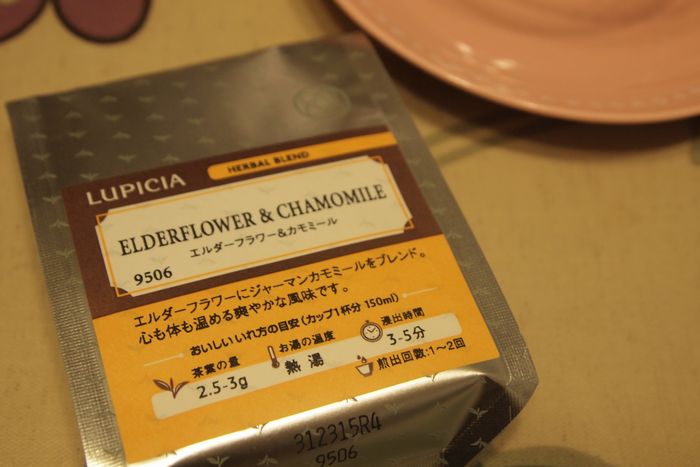 LUPICIA
HERBAL BLEND
ELDERFLOWER & CHAMOMILE
エルダーフラワー&カモミール
9506
エルダーフラワーにジャーマンカモミールをブレンド。
心も体も温める爽やかな風味です。
おいしいいれ方の目安(カップ1杯分 150ml)
茶葉の量
2.5-3g
お湯の温度
熱湯
浸出時間
3-5分
煎出回数:1~2回
312315R4
9506